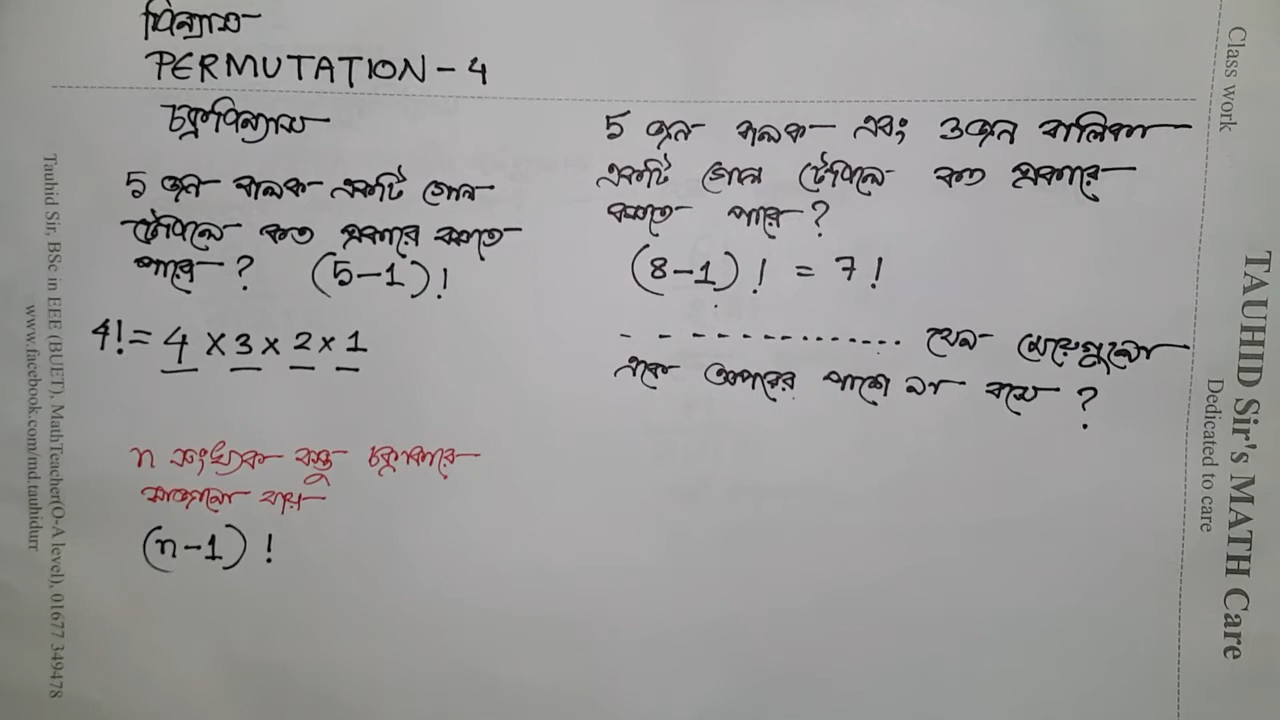 বিন্যাস
PERMUTATION - 4
চক্রবিন্যাস
5 জন বালক একটি গোল
টেবিলে কত প্রকারে বসতে
পারে ? (5-1)!
4! = 4 × 3 × 2 × 1
n সংখ্যক বস্তু চক্রাকারে
সাজানো যায়
(n-1) !
5 জন বালক এবং 3জন বালিকা
একটি গোল টেবিলে কত প্রকারে
বসতে পারে ?
(8-1) ! = 7 !
- - - - - - - - - - ..... যেন মেয়েগুলো
একে অপরের পাশে না বসে ?
Class work
TAUHID Sir's MATH Care
Dedicated to care
Tauhid Sir, BSc in EEE (BUET), MathTeacher(O-A level), 01677 349478
www.facebook.com/md.tauhidurr